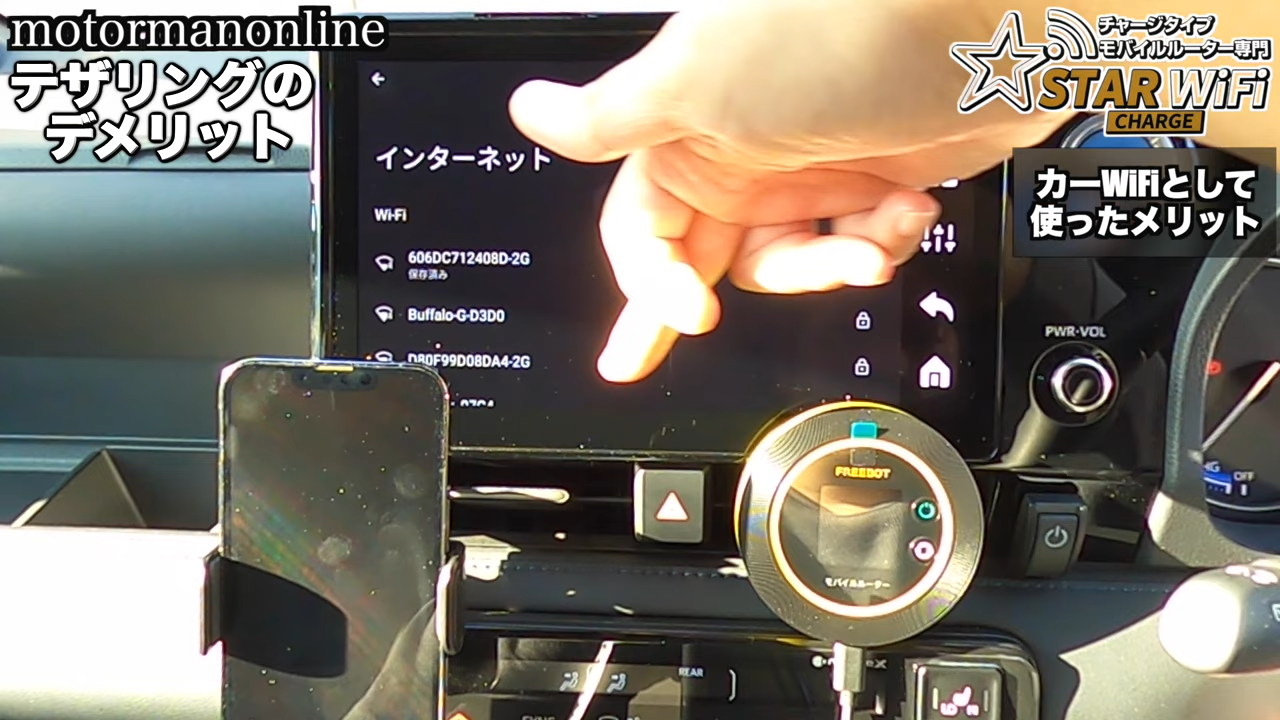 motormanonline
テザリングの
デメリット
チャージタイプ
モバイルルーター専門
STAR WiFi
CHARGE
カーWiFiとして
使ったメリット
インターネット
Wi-Fi
606DC712408D-2G
保存済み
Buffalo-G-D3D0
D80F99D08DA4-2G
PWR·VOL
FREEBOT
モバイルルーター
OFF
REAR
SYNC
LO
HI